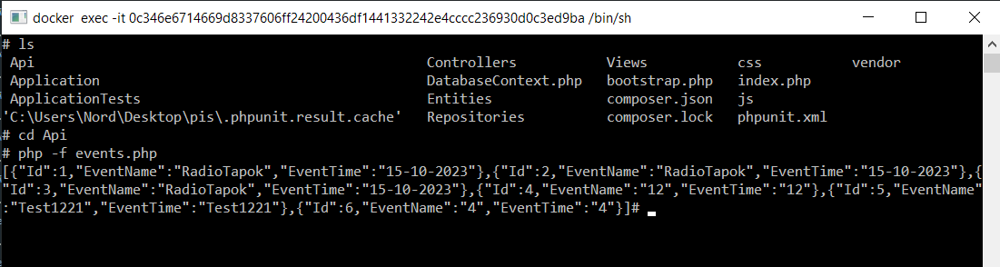 docker exec -it 0c346e6714669d8337606ff24200436df1441332242e4cccc236930d0c3ed9ba /bin/sh
# ls
Api Controllers Views css vendor
Application DatabaseContext.php bootstrap.php index.php
ApplicationTests Entities composer.json js
'C:\Users\Nord\Desktop\pis\.phpunit.result.cache' Repositories composer.lock phpunit.xml
# cd Api
# php -f events.php
[{"Id":1,"EventName":"RadioTapok","EventTime":"15-10-2023"},{"Id":2,"EventName":"RadioTapok","EventTime":"15-10-2023"},{
"Id":3,"EventName":"RadioTapok","EventTime":"15-10-2023"},{"Id":4,"EventName":"12","EventTime":"12"},{"Id":5,"EventName"
:"Test1221","EventTime":"Test1221"},{"Id":6,"EventName":"4","EventTime":"4"}]#